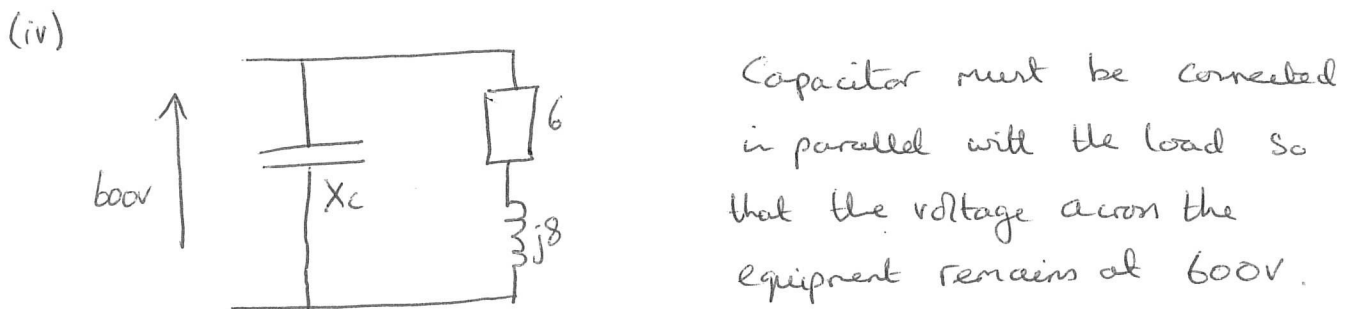 (iv)
6
600V
Xc
j8
Capacitor must be connected
in parallel with the load so
that the voltage across the
equipment remains at 600V.